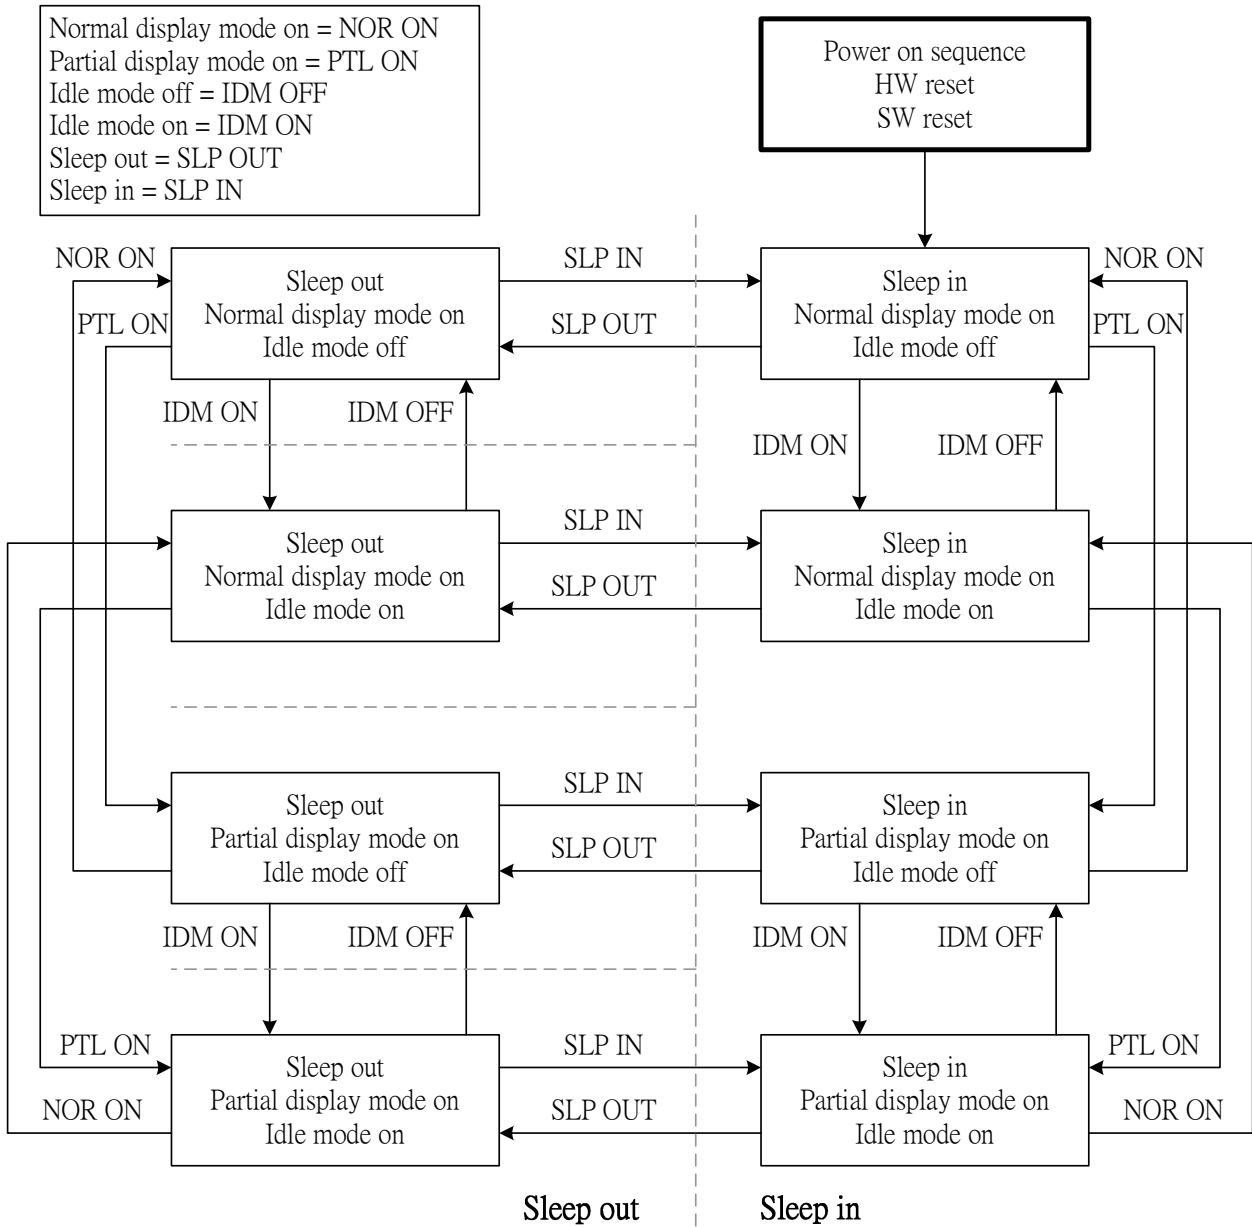 Normal display mode on = NOR ON
Partial display mode on = PTL ON
Idle mode off = IDM OFF
Idle mode on = IDM ON
Sleep out = SLP OUT
Sleep in = SLP IN
Power on sequence
HW reset
SW reset
NOR ON
Sleep out
Normal display mode on
Idle mode off
PTL ON
SLP IN
SLP OUT
Sleep in
Normal display mode on
Idle mode off
NOR ON
PTL ON
IDM ON
IDM OFF
IDM ON
IDM OFF
Sleep out
Normal display mode on
Idle mode on
SLP IN
SLP OUT
Sleep in
Normal display mode on
Idle mode on
Sleep out
Partial display mode on
Idle mode off
SLP IN
SLP OUT
Sleep in
Partial display mode on
Idle mode off
IDM ON
IDM OFF
IDM ON
IDM OFF
PTL ON
NOR ON
Sleep out
Partial display mode on
Idle mode on
SLP IN
SLP OUT
Sleep in
Partial display mode on
Idle mode on
PTL ON
NOR ON
Sleep out
Sleep in